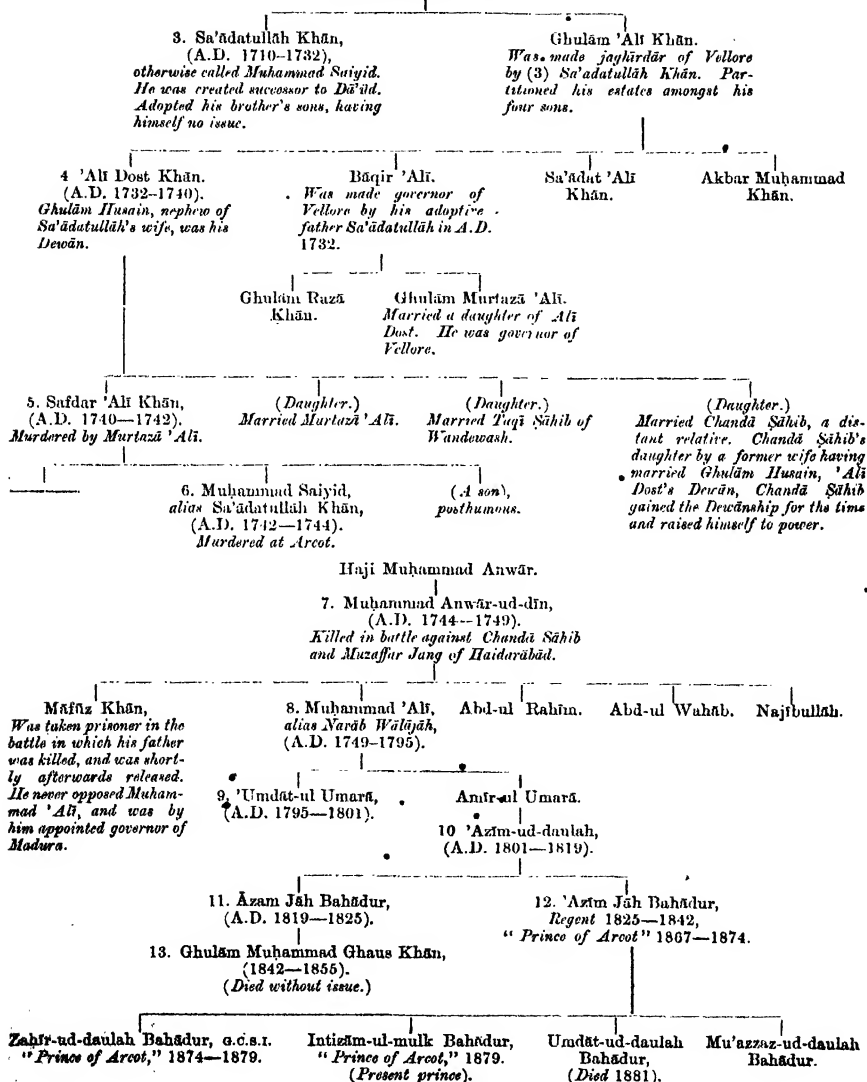 3. Sa'ādatullāh Khān,
(A.D. 1710–1732),
otherwise called Muhammad Saiyid.
He was created successor to Dā'ūd.
Adopted his brother's sons, having
himself no issue.
Ghulām 'Alī Khān.
Was made jaghīrdār of Vellore
by (3) Sa'adatullāh Khān. Par-
titioned his estates amongst his
four sons.
4 'Alī Dost Khān.
(A.D. 1732–1740).
Ghulām Husain, nephew of
Sa'ādatullāh's wife, was his
Dewān.
Bāqir 'Alī.
Was made governor of
Vellore by his adoptive
father Sa'ādatullāh in A.D.
1732.
Sa'ādat 'Alī
Khān.
Akbar Muḥammad
Khān.
Ghulām Razā
Khān.
Ghulām Murtazā 'Alī.
Married a daughter of Alī
Dost. He was governor of
Vellore.
5. Safdar 'Alī Khān,
(A.D. 1740–1742).
Murdered by Murtazā 'Alī.
(Daughter.)
Married Murtazā 'Alī.
(Daughter.)
Married Taqī Ṣāhib of
Wandewash.
(Daughter.)
Married Chandā Ṣāhib, a dis-
tant relative. Chandā Ṣāhib's
daughter by a former wife having
married Ghulām Husain, 'Alī
Dost's Dewān, Chandā Ṣāhib
gained the Dewānship for the time
and raised himself to power.
6. Muḥammad Saiyid,
alias Sa'ādatullāh Khān,
(A.D. 1742–1744).
Murdered at Arcot.
(A son),
posthumous.
Haji Muḥammad Anwār.
7. Muḥammad Anwār-ud-dīn,
(A.D. 1744–1749).
Killed in battle against Chandā Sāhib
and Muzaffar Jang of Haidarābād.
Māfūz Khān,
Was taken prisoner in the
battle in which his father
was killed, and was short-
ly afterwards released.
He never opposed Muham-
mad 'Alī, and was by
him appointed governor of
Madura.
8. Muḥammad 'Alī,
alias Navāb Wālājāh,
(A.D. 1749–1795).
Abd-ul Rahīm.
Abd-ul Wahāb.
Najībullāh.
9. 'Umdāt-ul Umarā,
(A.D. 1795—1801).
Amīr-ul Umarā.
10 'Azīm-ud-daulah,
(A.D. 1801—1819).
11. Āzam Jāh Bahādur,
(A.D. 1819—1825).
12. 'Azīm Jāh Bahādur,
Regent 1825—1842,
"Prince of Arcot" 1867—1874.
13. Ghulām Muḥammad Ghaus Khān,
(1842—1855).
(Died without issue.)
Zahīr-ud-daulah Bahādur, G.C.S.I.
"Prince of Arcot," 1874—1879.
Intizām-ul-mulk Bahādur,
"Prince of Arcot," 1879.
(Present prince).
Umdāt-ud-daulah
Bahādur,
(Died 1881).
Mu'azzaz-ud-daulah
Bahādur.